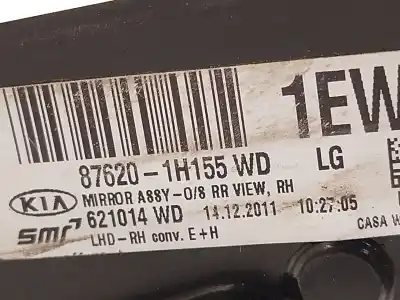 1EW
87620-1H155 WD LG
KIA MIRROR ASSY-O/S RR VIEW, RH
621014 WD 14.12.2011 10:27:05
smr LHD-RH conv. E+H CASA W